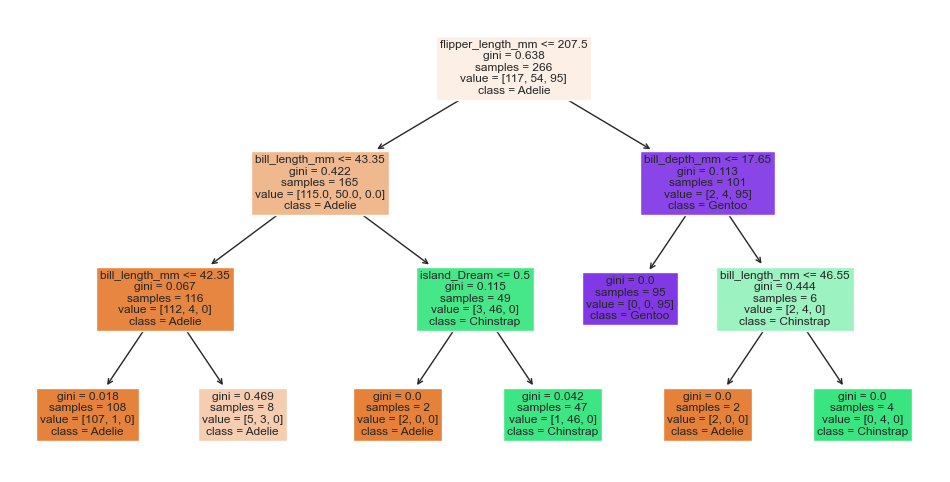 flipper_length_mm <= 207.5
gini = 0.638
samples = 266
value = [117, 54, 95]
class = Adelie
bill_length_mm <= 43.35
gini = 0.422
samples = 165
value = [115.0, 50.0, 0.0]
class = Adelie
bill_depth_mm <= 17.65
gini = 0.113
samples = 101
value = [2, 4, 95]
class = Gentoo
bill_length_mm <= 42.35
gini = 0.067
samples = 116
value = [112, 4, 0]
class = Adelie
island_Dream <= 0.5
gini = 0.115
samples = 49
value = [3, 46, 0]
class = Chinstrap
gini = 0.0
samples = 95
value = [0, 0, 95]
class = Gentoo
bill_length_mm <= 46.55
gini = 0.444
samples = 6
value = [2, 4, 0]
class = Chinstrap
gini = 0.018
samples = 108
value = [107, 1, 0]
class = Adelie
gini = 0.469
samples = 8
value = [5, 3, 0]
class = Adelie
gini = 0.0
samples = 2
value = [2, 0, 0]
class = Adelie
gini = 0.042
samples = 47
value = [1, 46, 0]
class = Chinstrap
gini = 0.0
samples = 2
value = [2, 0, 0]
class = Adelie
gini = 0.0
samples = 4
value = [0, 4, 0]
class = Chinstrap